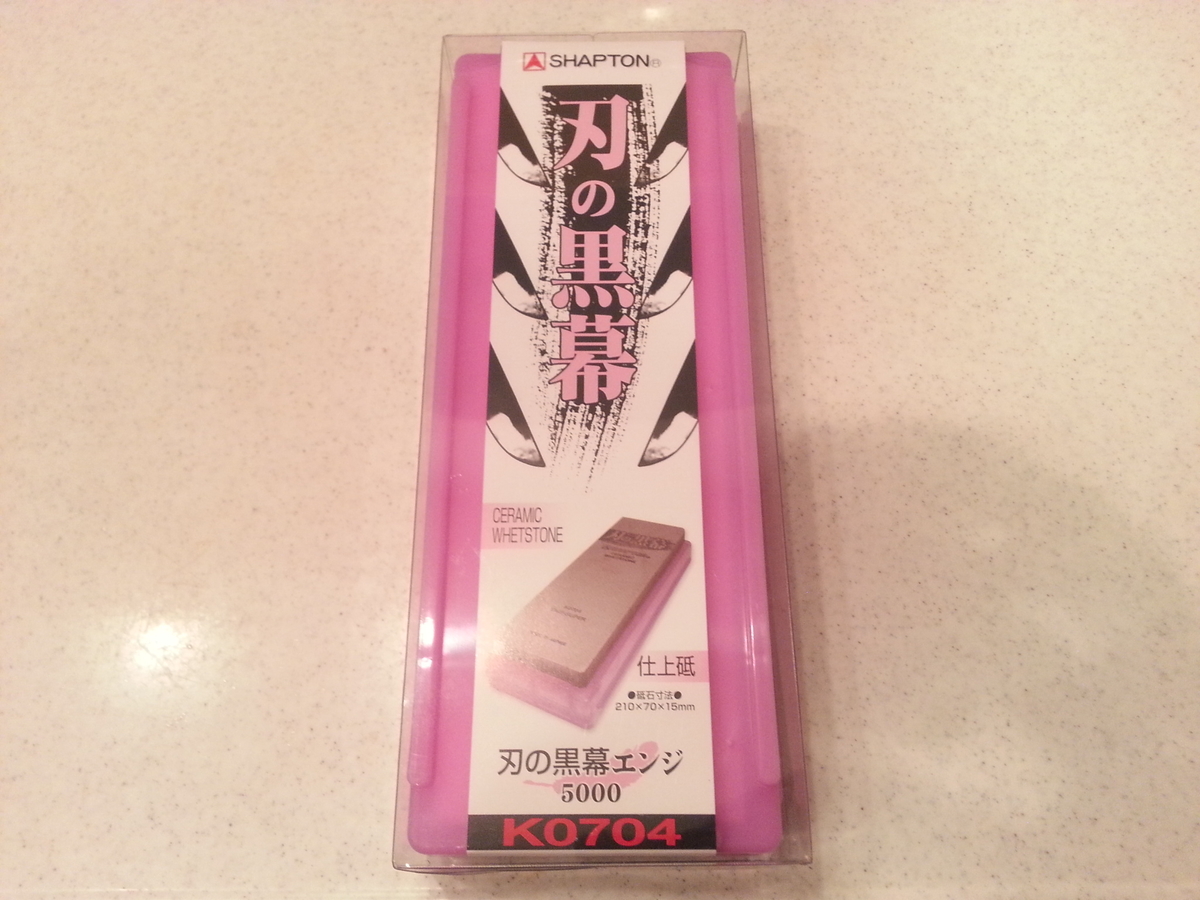 SHAPTON®
刃の黒幕
CERAMIC
WHETSTONE
仕上砥
●砥石寸法●
210×70×15mm
刃の黒幕エンジ
5000
K0704